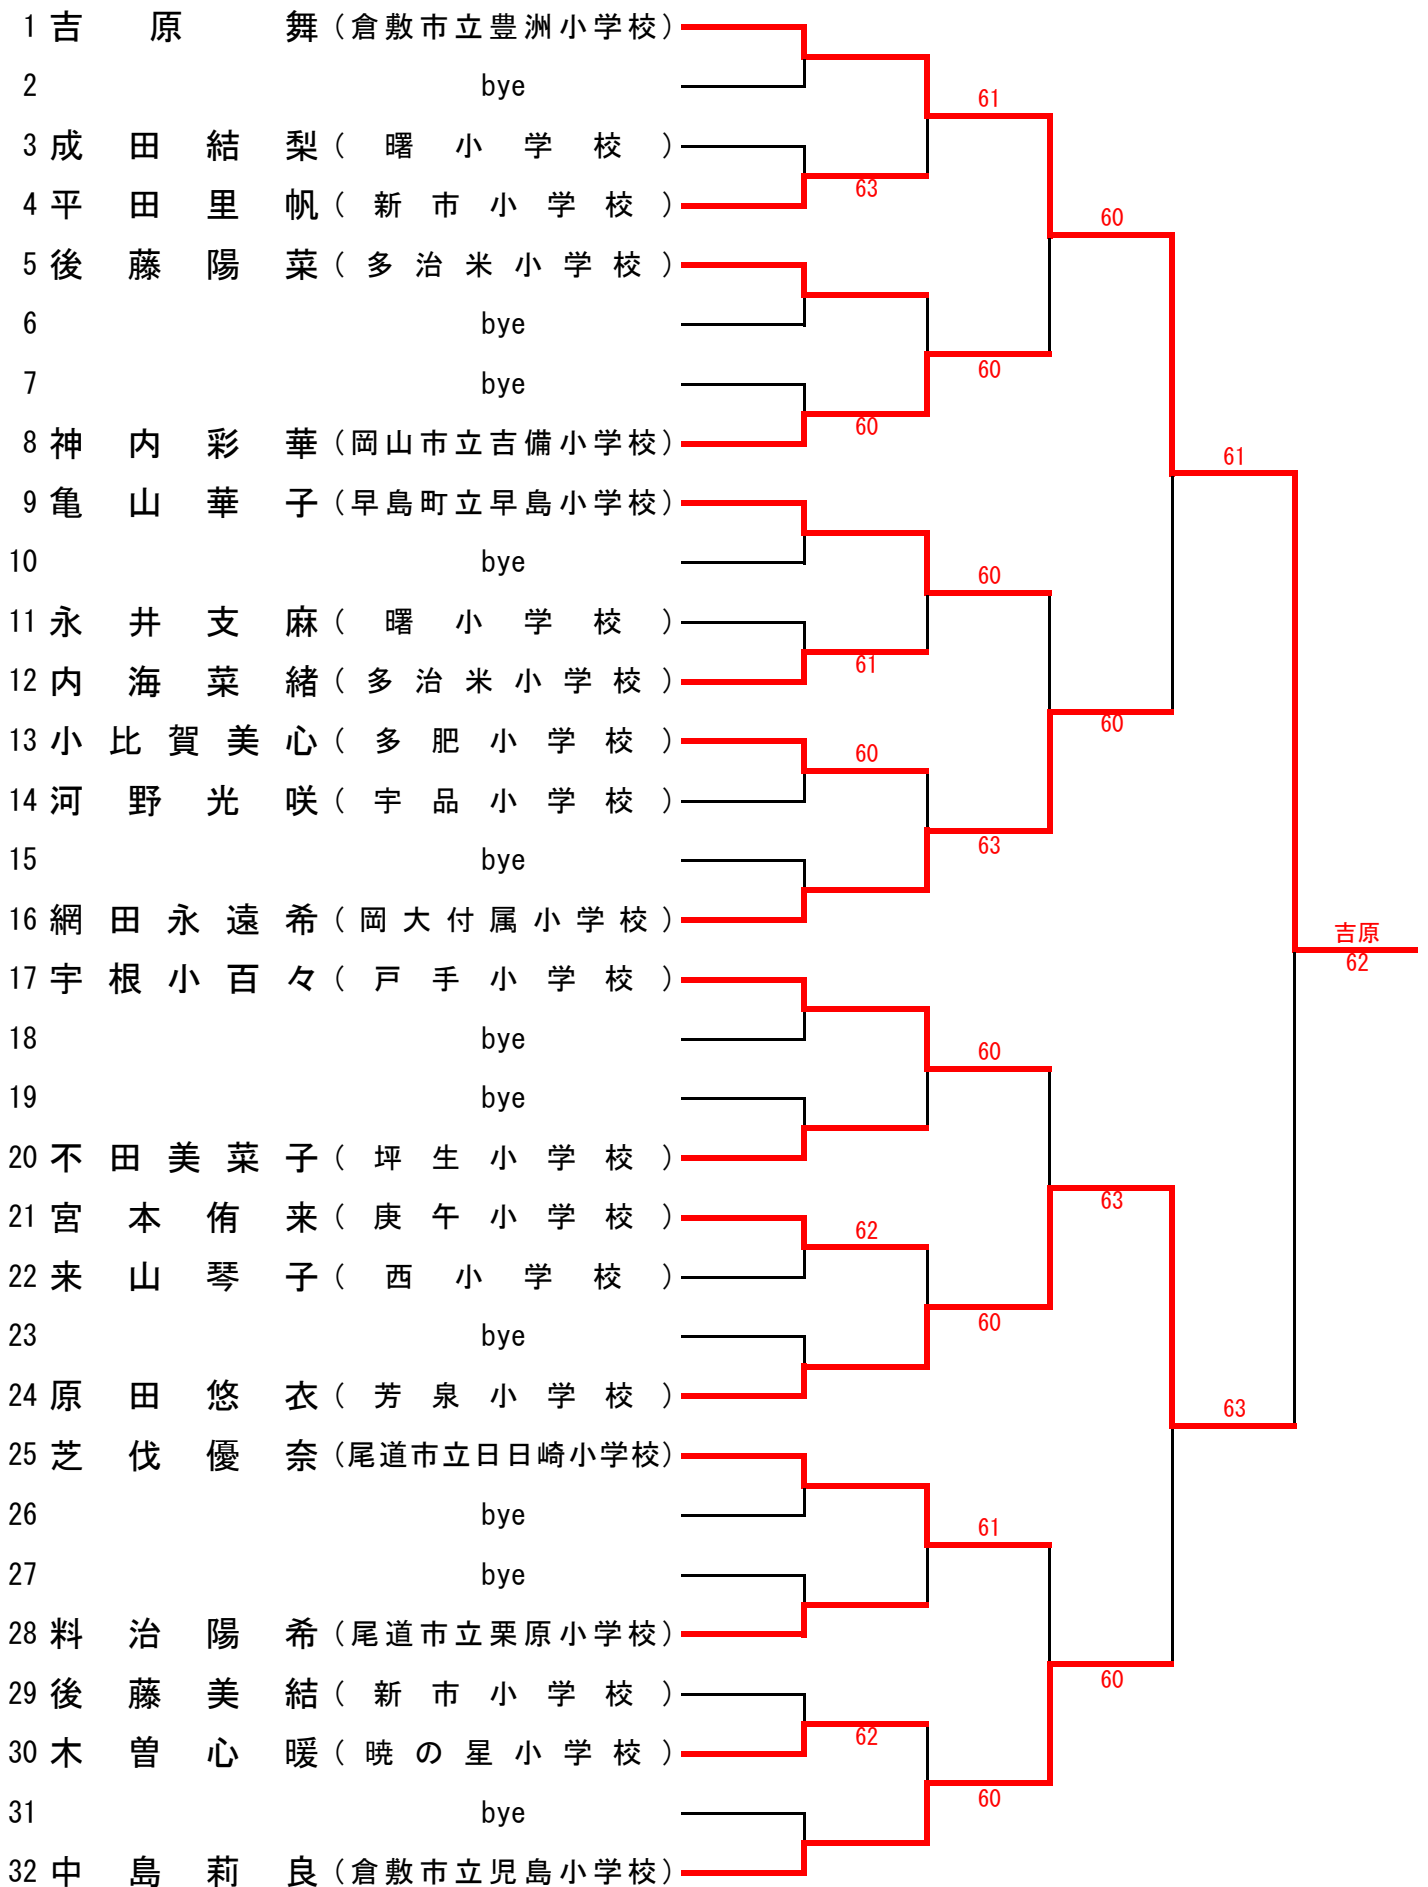 1 吉原舞 (倉敷市立豊洲小学校)
2 bye
61
3 成田結梨 (曙小学校)
63
4 平田里帆 (新市小学校)
60
5 後藤陽菜 (多治米小学校)
6 bye
60
7 bye
60
8 神内彩華 (岡山市立吉備小学校)
61
9 亀山華子 (早島町立早島小学校)
10 bye
60
11 永井支麻 (曙小学校)
61
12 内海菜緒 (多治米小学校)
60
13 小比賀美心 (多肥小学校)
60
14 河野光咲 (宇品小学校)
63
15 bye
16 網田永遠希 (岡大付属小学校)
吉原
62
17 宇根小百々 (戸手小学校)
18 bye
60
19 bye
20 不田美菜子 (坪生小学校)
63
21 宮本侑来 (庚午小学校)
62
22 来山琴子 (西小学校)
60
23 bye
24 原田悠衣 (芳泉小学校)
63
25 芝伐優奈 (尾道市立日日崎小学校)
26 bye
61
27 bye
28 料治陽希 (尾道市立栗原小学校)
60
29 後藤美結 (新市小学校)
62
30 木曽心暖 (暁の星小学校)
60
31 bye
32 中島莉良 (倉敷市立児島小学校)